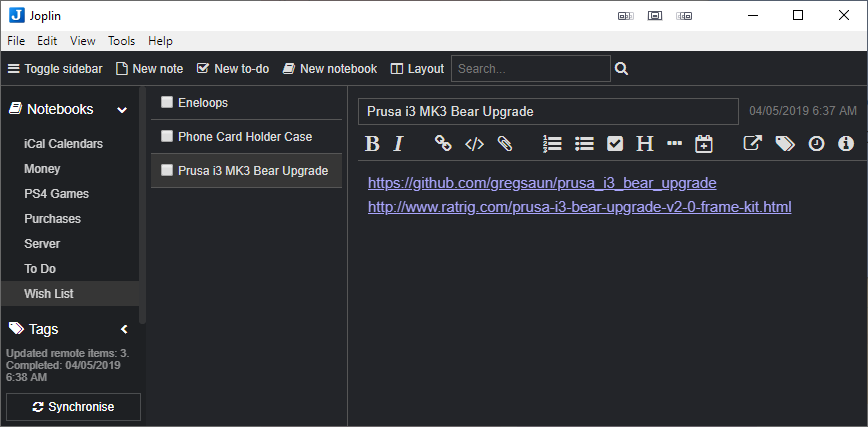 Joplin
File Edit View Tools Help
Toggle sidebar New note New to-do New notebook Layout Search...
Notebooks
iCal Calendars
Money
PS4 Games
Purchases
Server
To Do
Wish List
Tags
Updated remote items: 3.
Completed: 04/05/2019
6:38 AM
Synchronise
Eneloops
Phone Card Holder Case
Prusa i3 MK3 Bear Upgrade
Prusa i3 MK3 Bear Upgrade 04/05/2019 6:37 AM
https://github.com/gregsaun/prusa_i3_bear_upgrade
http://www.ratrig.com/prusa-i3-bear-upgrade-v2-0-frame-kit.html